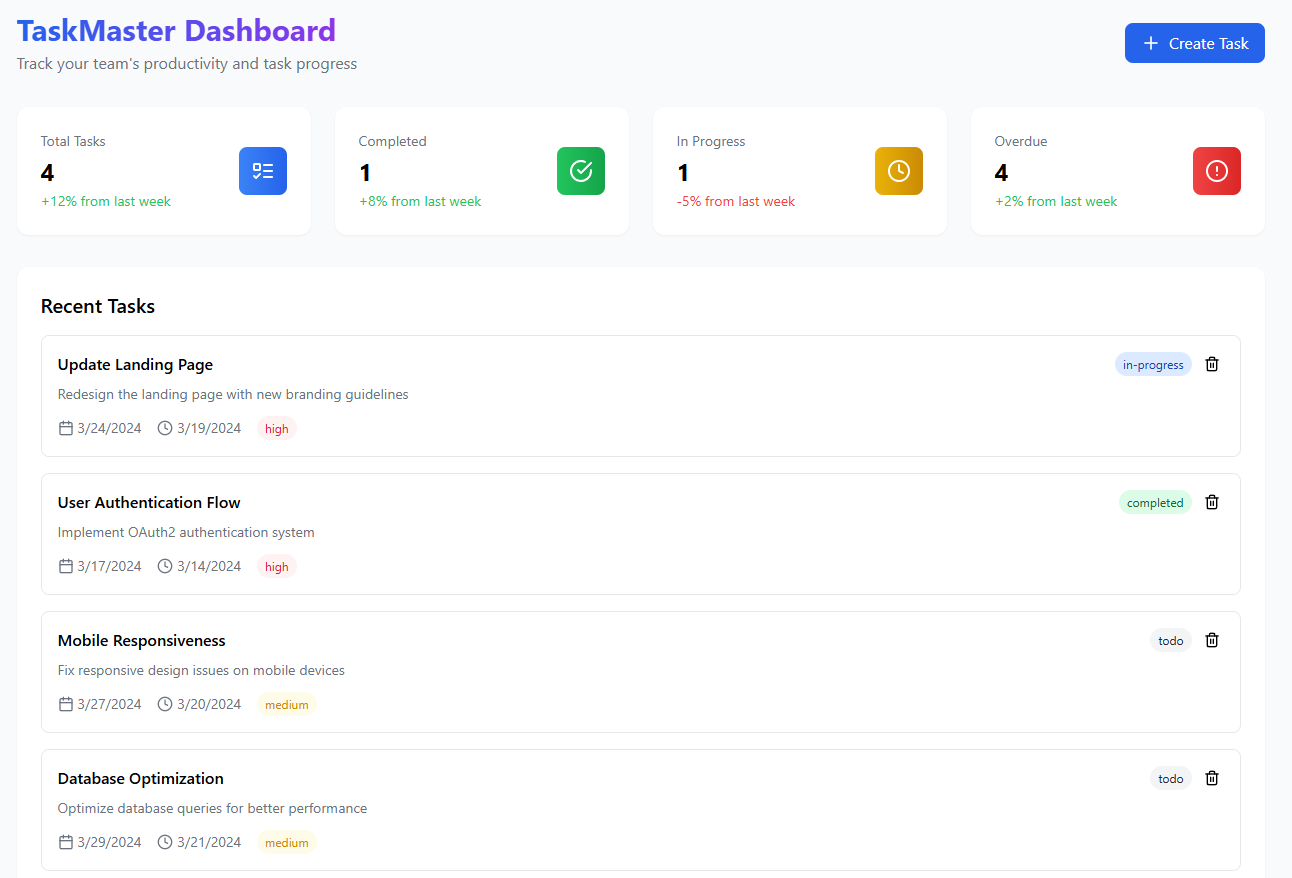 TaskMaster Dashboard
Track your team's productivity and task progress
Create Task
Total Tasks
4
+12% from last week
Completed
1
+8% from last week
In Progress
1
-5% from last week
Overdue
4
+2% from last week
Recent Tasks
Update Landing Page
in-progress
Redesign the landing page with new branding guidelines
3/24/2024 3/19/2024 high
User Authentication Flow
completed
Implement OAuth2 authentication system
3/17/2024 3/14/2024 high
Mobile Responsiveness
todo
Fix responsive design issues on mobile devices
3/27/2024 3/20/2024 medium
Database Optimization
todo
Optimize database queries for better performance
3/29/2024 3/21/2024 medium